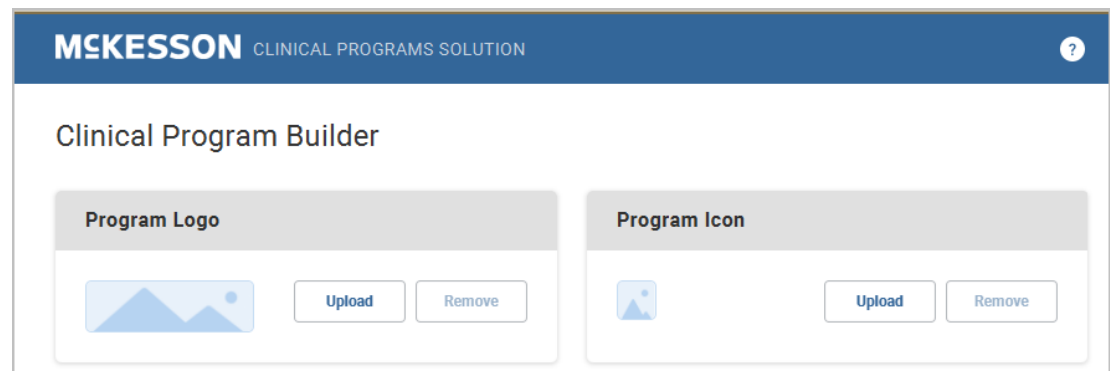 MCKESSON CLINICAL PROGRAMS SOLUTION
?
Clinical Program Builder
Program Logo
Program Icon
Upload
Remove
Upload
Remove